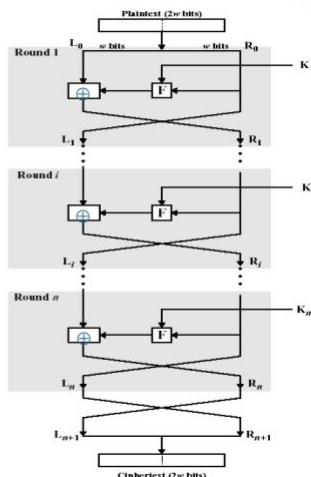 Plaintext (2w bits)
L0 w bits w bits R0
Round 1
K
F
L1 R1
Round i
K
F
Li Ri
Round n
Kn
F
Ln Rn
Ln+1 Rn+1
Ciphertext (2w bits)